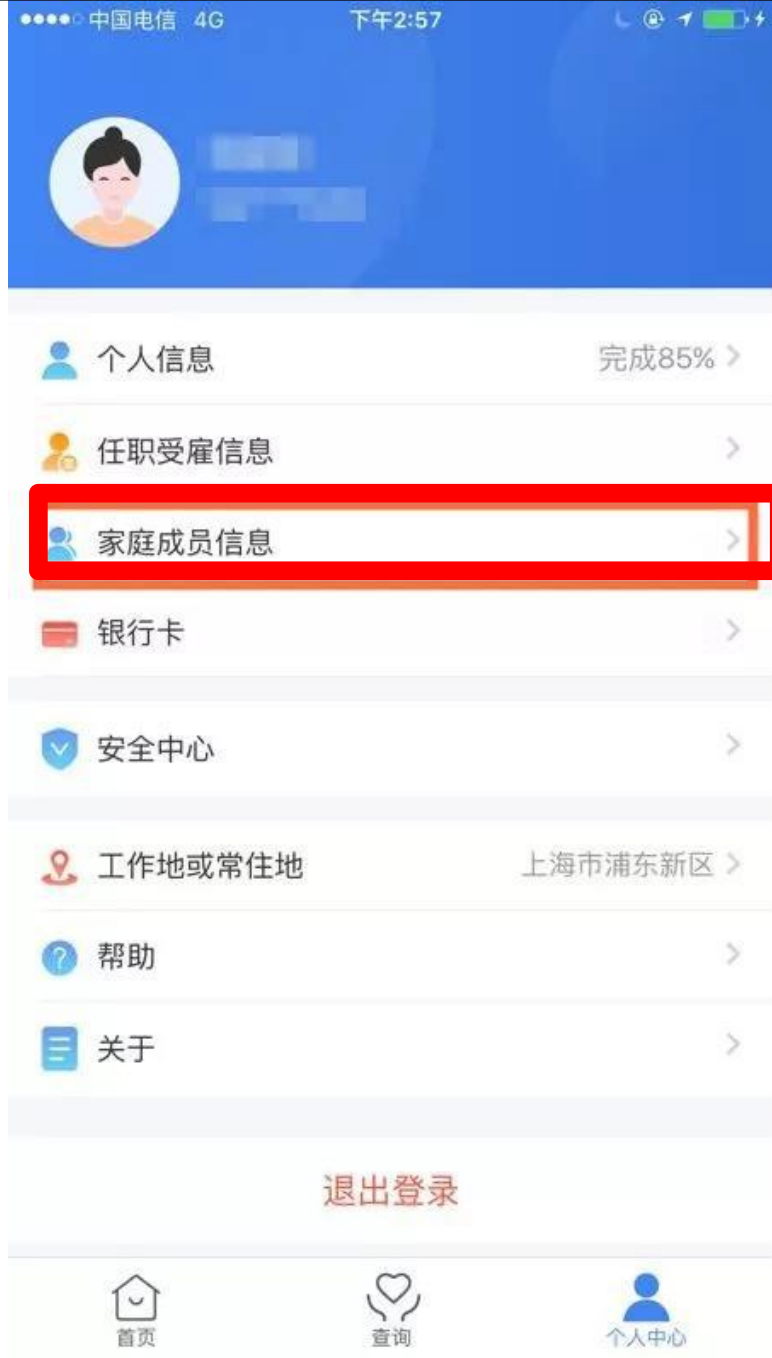 中国电信 4G 下午2:57
个人信息 完成85%
任职受雇信息
家庭成员信息
银行卡
安全中心
工作地或常住地 上海市浦东新区
帮助
关于
退出登录
首页 查询 个人中心